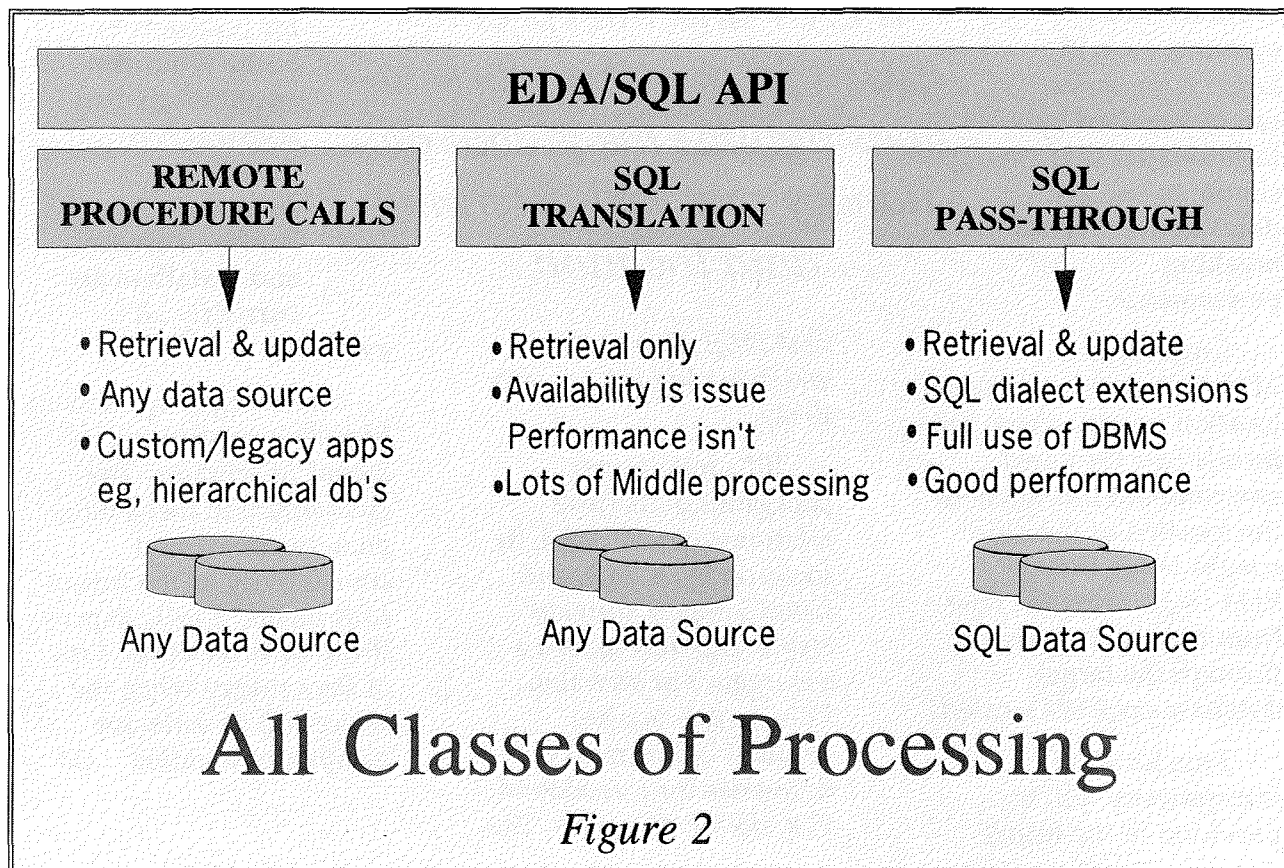 EDA/SQL API
REMOTE
PROCEDURE CALLS
• Retrieval & update
• Any data source
• Custom/legacy apps
eg, hierarchical db's
Any Data Source
SQL
TRANSLATION
• Retrieval only
• Availability is issue
Performance isn't
• Lots of Middle processing
Any Data Source
SQL
PASS-THROUGH
• Retrieval & update
• SQL dialect extensions
• Full use of DBMS
• Good performance
SQL Data Source
All Classes of Processing
Figure 2